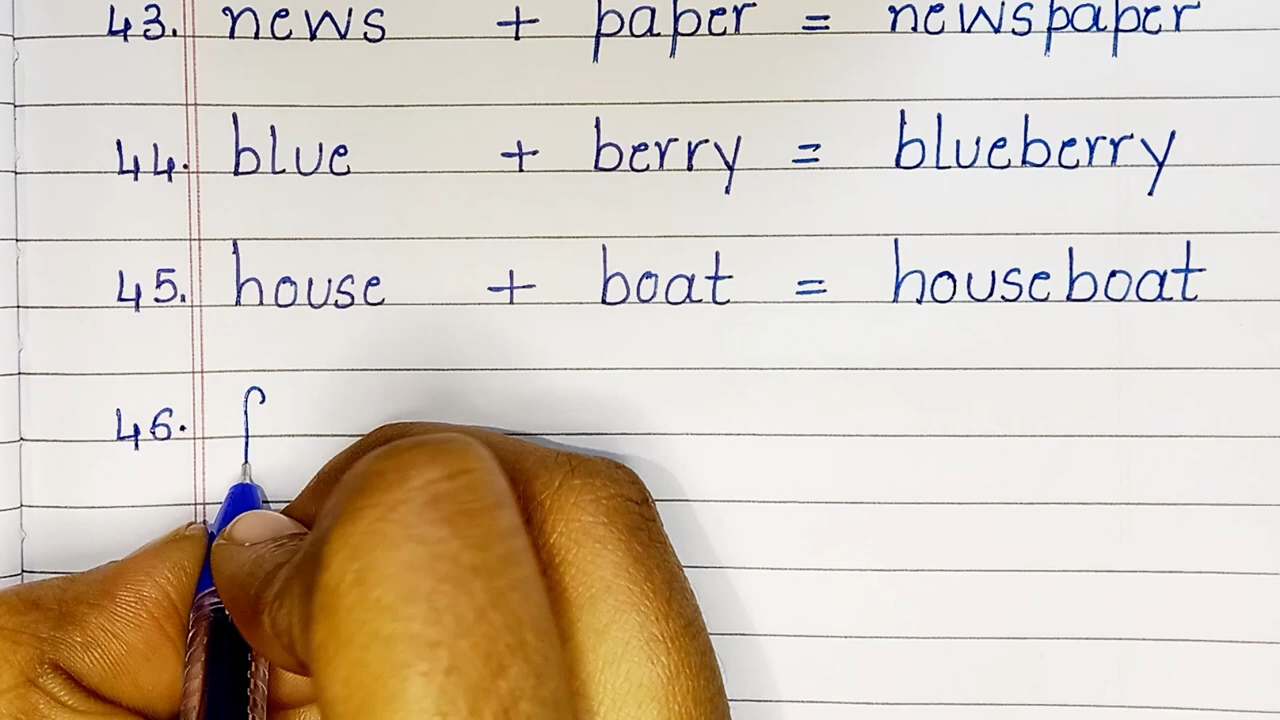 43. news + paper = newspaper
44. blue + berry = blueberry
45. house + boat = houseboat
46. f